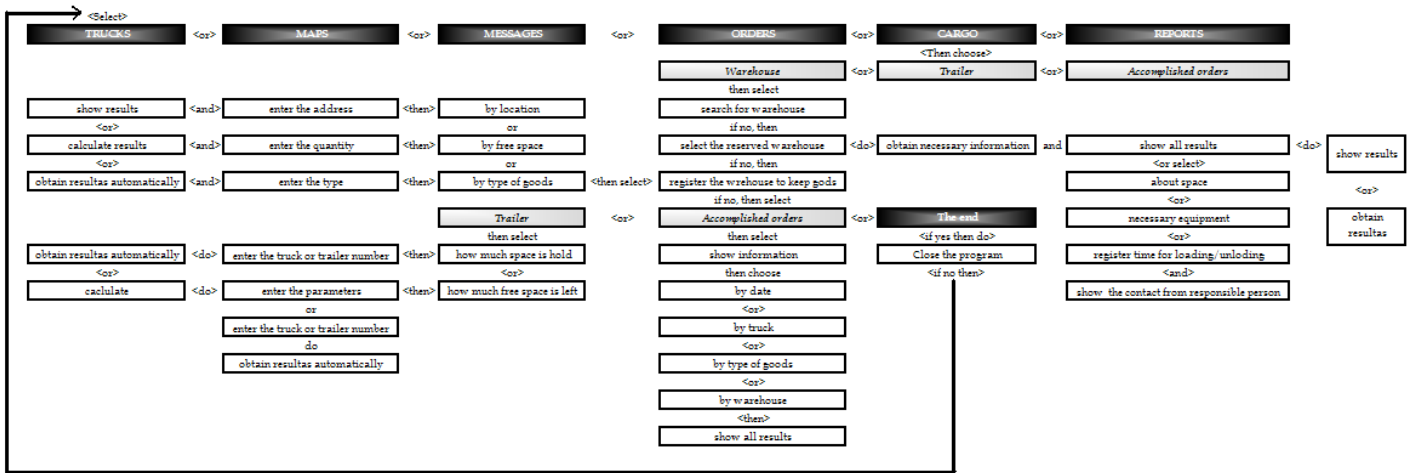 <Select>
TRUCKS <or> MAPS <or> MESSAGES <or> ORDERS <or> CARGO <or> REPORTS
<Then choose>
Warehouse <or> Trailer <or> Accomplished orders
then select
show results <and> enter the address <then> by location search for warehouse
<or> or if no, then
calculate results <and> enter the quantity <then> by free space select the reserved warehouse <do> obtain necessary information and show all results <do> show results
<or> or if no, then <or select>
obtain resultas automatically <and> enter the type <then> by type of goods <then select> register the wrehouse to keep gods about space <or>
if no, then select <or>
Trailer <or> Accomplished orders <or> The end necessary equipment obtain
resultas
then select then select <if yes then do> <or>
obtain resultas automatically <do> enter the truck or trailer number <then> how much space is hold show information Close the program register time for loading/unloding
<or> <or> then choose <if no then> <and>
caclulate <do> enter the parameters <then> how much free space is left by date show the contact from responsible person
or <or>
enter the truck or trailer number by truck
do <or>
obtain resultas automatically by type of goods
<or>
by warehouse
<then>
show all results